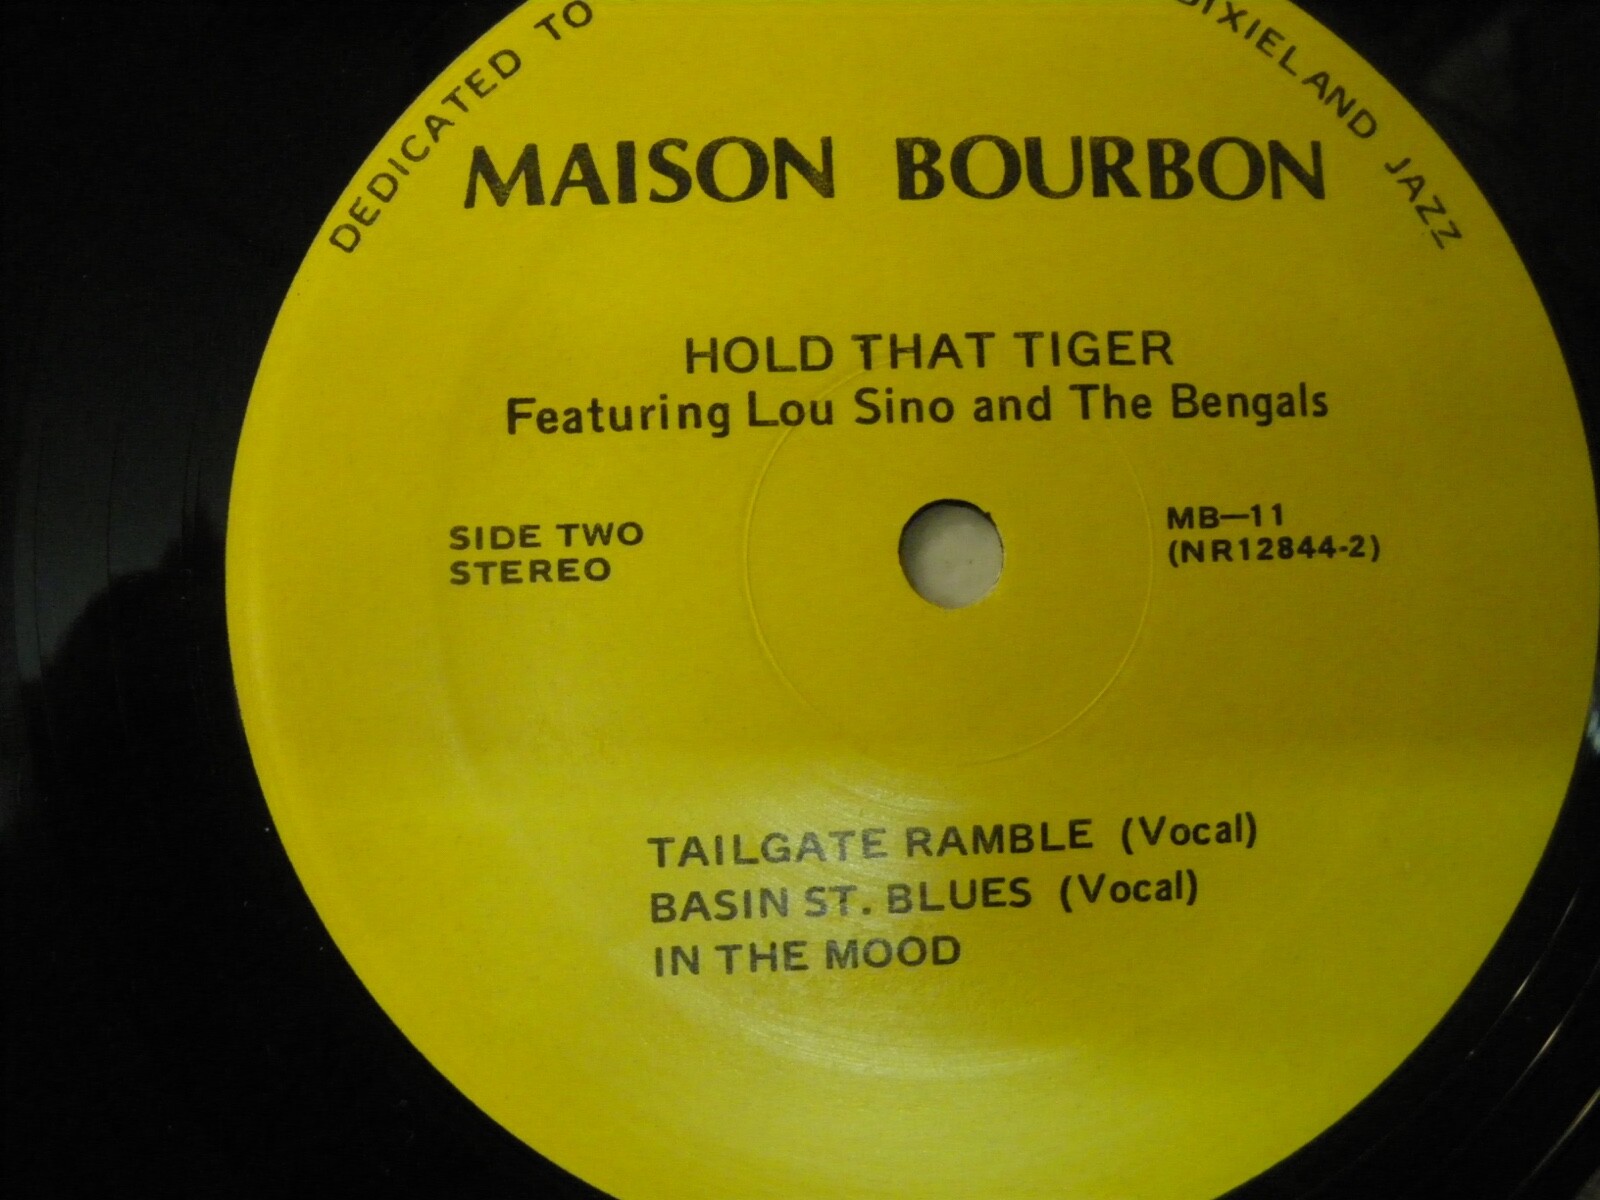 DEDICATED TO
DIXIELAND JAZZ
MAISON BOURBON
HOLD THAT TIGER
Featuring Lou Sino and The Bengals
SIDE TWO
STEREO
MB—11
(NR12844-2)
TAILGATE RAMBLE (Vocal)
BASIN ST. BLUES (Vocal)
IN THE MOOD